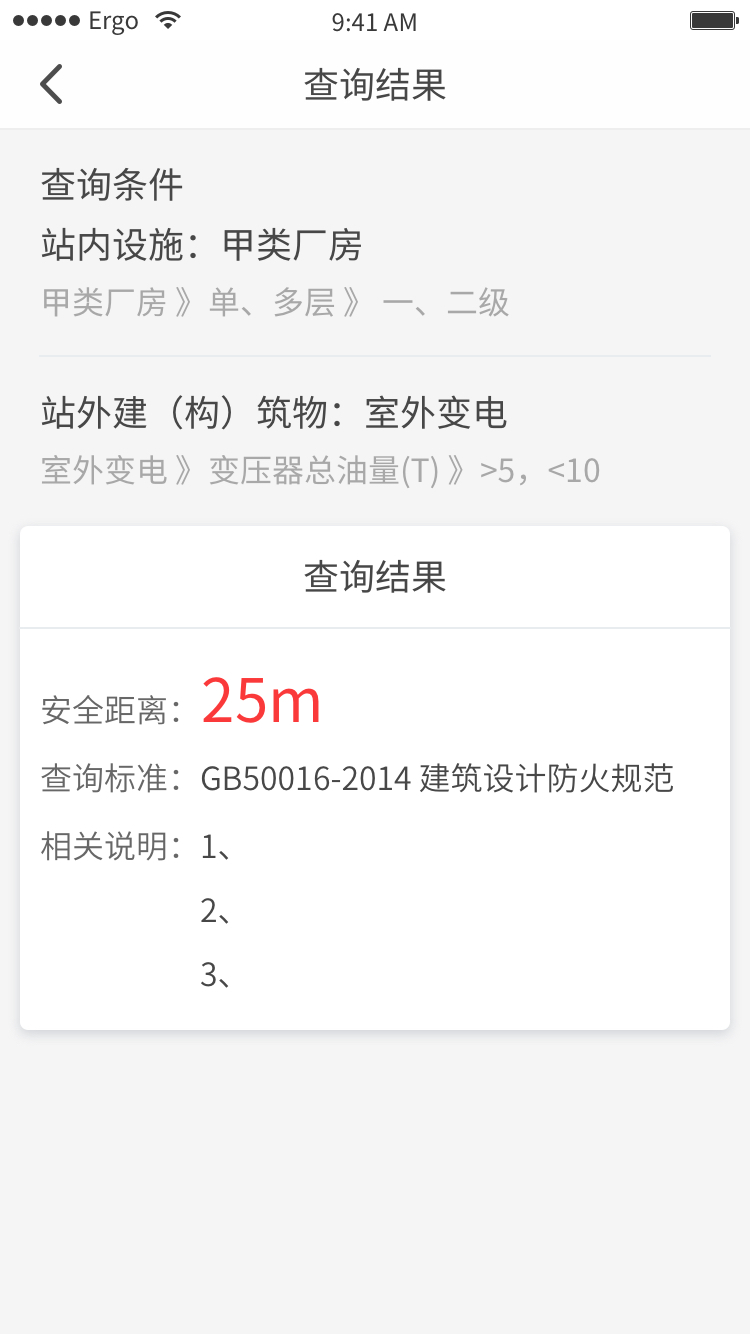 Ergo 9:41 AM
查询结果
查询条件
站内设施：甲类厂房
甲类厂房 》单、多层 》 一、二级
站外建（构）筑物：室外变电
室外变电 》变压器总油量(T) 》>5，<10
查询结果
安全距离：25m
查询标准：GB50016-2014 建筑设计防火规范
相关说明：1、
2、
3、